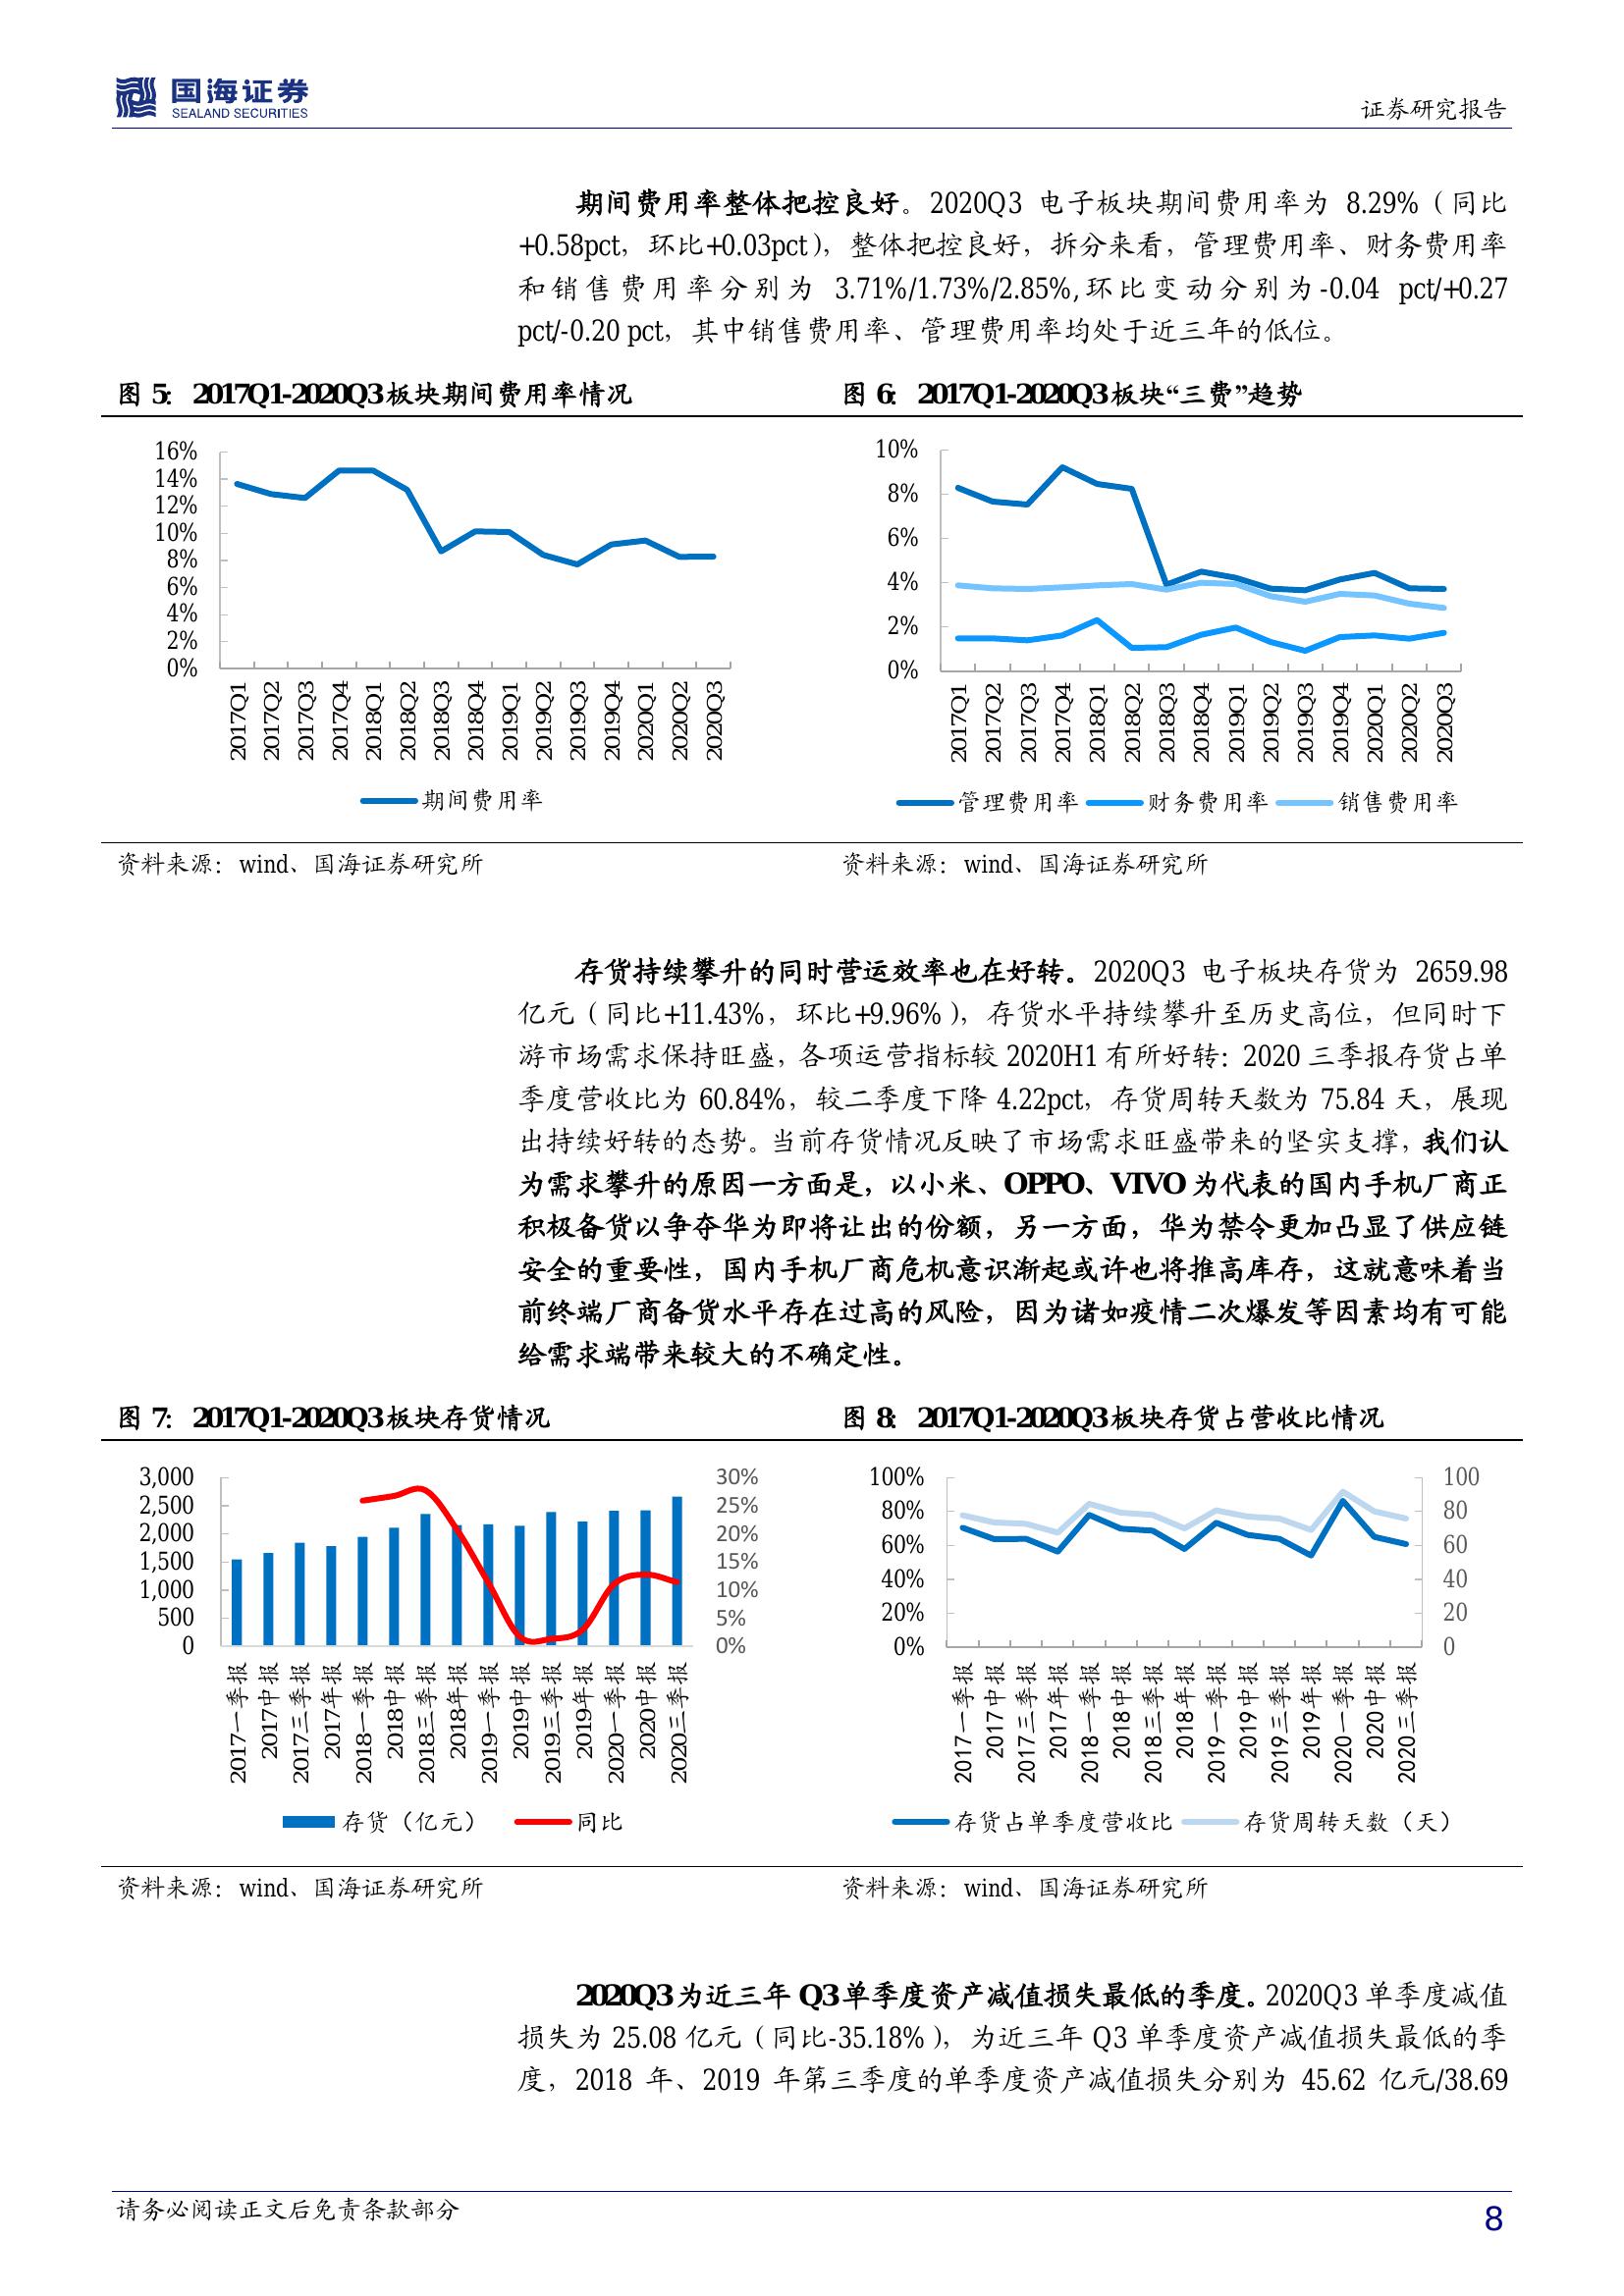 国海证券
SEALAND SECURITIES
证券研究报告
期间费用率整体把控良好。2020Q3 电子板块期间费用率为 8.29%（同比
+0.58pct，环比+0.03pct），整体把控良好，拆分来看，管理费用率、财务费用率
和销售费用率分别为 3.71%/1.73%/2.85%,环比变动分别为-0.04 pct/+0.27
pct/-0.20 pct，其中销售费用率、管理费用率均处于近三年的低位。
图 5： 2017Q1-2020Q3 板块期间费用率情况
16%
14%
12%
10%
8%
6%
4%
2%
0%
2017Q1
2017Q2
2017Q3
2017Q4
2018Q1
2018Q2
2018Q3
2018Q4
2019Q1
2019Q2
2019Q3
2019Q4
2020Q1
2020Q2
2020Q3
期间费用率
资料来源：wind、国海证券研究所
图 6： 2017Q1-2020Q3 板块“三费”趋势
10%
8%
6%
4%
2%
0%
2017Q1
2017Q2
2017Q3
2017Q4
2018Q1
2018Q2
2018Q3
2018Q4
2019Q1
2019Q2
2019Q3
2019Q4
2020Q1
2020Q2
2020Q3
管理费用率 财务费用率 销售费用率
资料来源：wind、国海证券研究所
存货持续攀升的同时营运效率也在好转。2020Q3 电子板块存货为 2659.98
亿元（同比+11.43%，环比+9.96%），存货水平持续攀升至历史高位，但同时下
游市场需求保持旺盛，各项运营指标较 2020H1 有所好转：2020 三季报存货占单
季度营收比为 60.84%，较二季度下降 4.22pct，存货周转天数为 75.84 天，展现
出持续好转的态势。当前存货情况反映了市场需求旺盛带来的坚实支撑，我们认
为需求攀升的原因一方面是，以小米、OPPO、VIVO 为代表的国内手机厂商正
积极备货以争夺华为即将让出的份额，另一方面，华为禁令更加凸显了供应链
安全的重要性，国内手机厂商危机意识渐起或许也将推高库存，这就意味着当
前终端厂商备货水平存在过高的风险，因为诸如疫情二次爆发等因素均有可能
给需求端带来较大的不确定性。
图 7： 2017Q1-2020Q3 板块存货情况
3,000
2,500
2,000
1,500
1,000
500
0
30%
25%
20%
15%
10%
5%
0%
2017一季报
2017中报
2017三季报
2017年报
2018一季报
2018中报
2018三季报
2018年报
2019一季报
2019中报
2019三季报
2019年报
2020一季报
2020中报
2020三季报
存货（亿元） 同比
资料来源：wind、国海证券研究所
图 8： 2017Q1-2020Q3 板块存货占营收比情况
100%
80%
60%
40%
20%
0%
100
80
60
40
20
0
2017一季报
2017中报
2017三季报
2017年报
2018一季报
2018中报
2018三季报
2018年报
2019一季报
2019中报
2019三季报
2019年报
2020一季报
2020中报
2020三季报
存货占单季度营收比 存货周转天数（天）
资料来源：wind、国海证券研究所
2020Q3 为近三年 Q3 单季度资产减值损失最低的季度。2020Q3 单季度减值
损失为 25.08 亿元（同比-35.18%），为近三年 Q3 单季度资产减值损失最低的季
度，2018 年、2019 年第三季度的单季度资产减值损失分别为 45.62 亿元/38.69
请务必阅读正文后免责条款部分
8